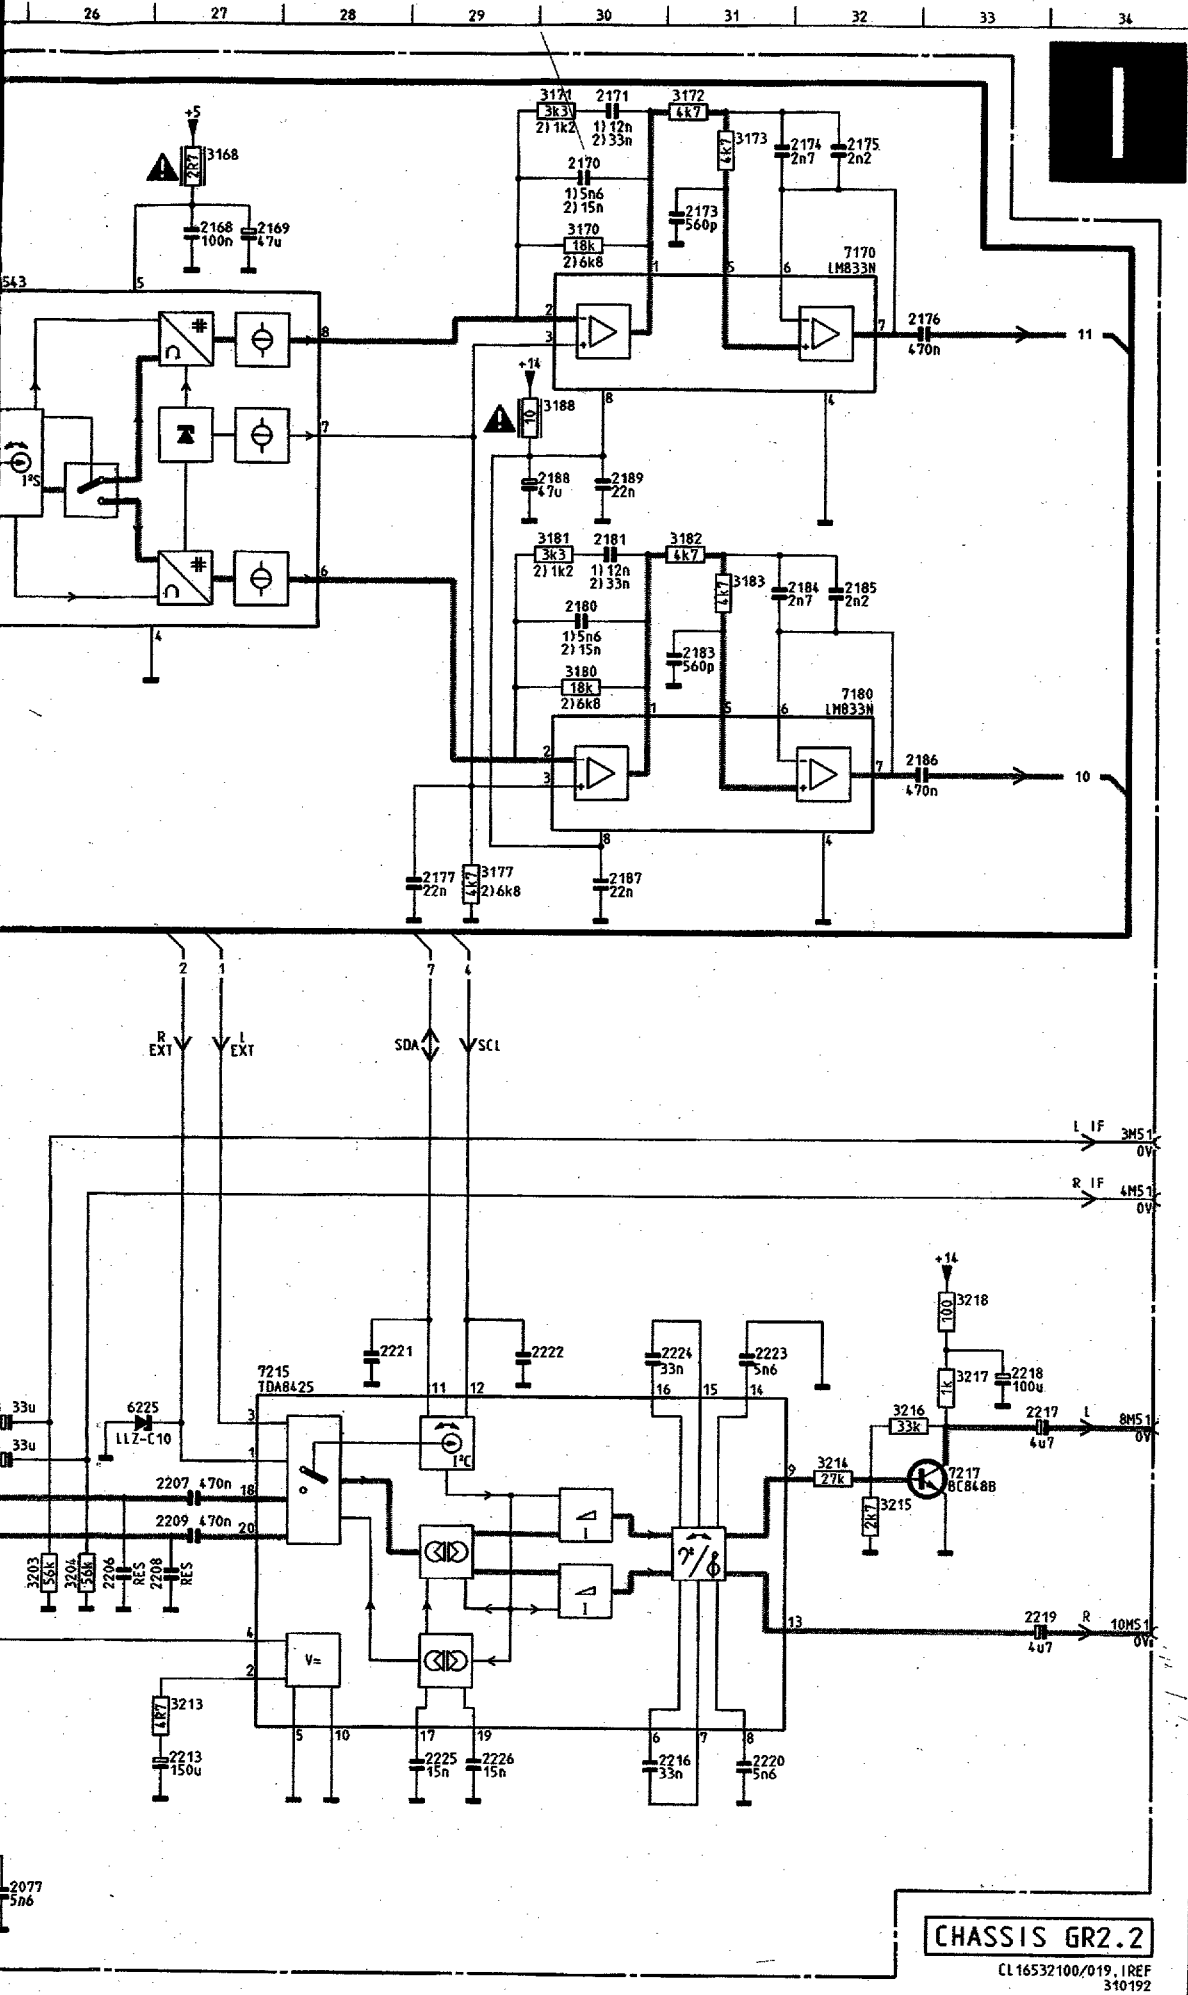 26 27 28 29 30 31 32 33 34
I
+5
3168
2R7
2168
100n
2169
47u
3171
3k3
2)1k2
2171
1)12n
2)33n
3172
4k7
3173
4k7
2174
2n7
2175
2n2
2170
1)5n6
2)15n
2173
560p
3170
18k
2)6k8
7170
LM833N
543
5
8
1
5
6
2
3
7
2176
470n
11
+14
3188
10
8
4
7
I²S
2188
47u
2189
22n
3181
3k3
2)1k2
2181
1)12n
2)33n
3182
4k7
3183
4k7
2184
2n7
2185
2n2
6
2180
1)5n6
2)15n
2183
560p
4
3180
18k
2)6k8
7180
LM833N
1
5
6
2
3
7
2186
470n
10
8
4
2177
22n
3177
4k7
2)6k8
2187
22n
2
1
7
4
R
EXT
L
EXT
SDA
SCL
L IF
3M51
0V
R IF
4M51
0V
+14
3218
100
2221
2222
2224
33n
2223
5n6
3217
1k
2218
100u
7215
TDA8425
11
12
16
15
14
33u
6225
LLZ-C10
3
3216
33k
2217
4u7
L
8M51
0V
33u
1
I²C
2207 470n
18
9
3214
27k
7217
BC848B
2209 470n
20
3215
2k7
3203
56k
3204
56k
2206
RES
2208
RES
I
I
4
V=
2
13
2219
4u7
R
10M51
0V
3213
4R7
5
10
17
19
6
7
8
2213
150u
2225
15n
2226
15n
2216
33n
2220
5n6
2077
5n6
CHASSIS GR2.2
CL16532100/019.IREF
310192